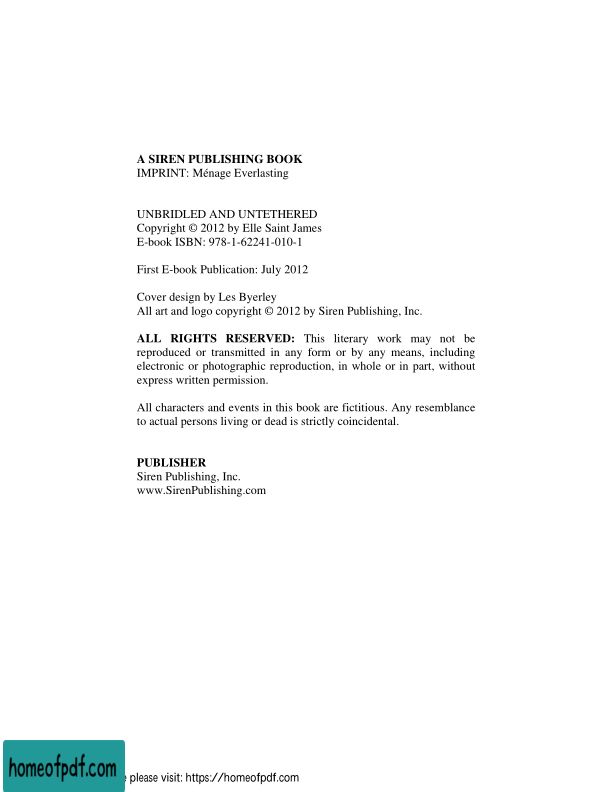 A SIREN PUBLISHING BOOK
IMPRINT: Ménage Everlasting
UNBRIDLED AND UNTETHERED
Copyright © 2012 by Elle Saint James
E-book ISBN: 978-1-62241-010-1
First E-book Publication: July 2012
Cover design by Les Byerley
All art and logo copyright © 2012 by Siren Publishing, Inc.
ALL RIGHTS RESERVED: This literary work may not be
reproduced or transmitted in any form or by any means, including
electronic or photographic reproduction, in whole or in part, without
express written permission.
All characters and events in this book are fictitious. Any resemblance
to actual persons living or dead is strictly coincidental.
PUBLISHER
Siren Publishing, Inc.
www.SirenPublishing.com
homeofpdf.com
please visit: https://homeofpdf.com